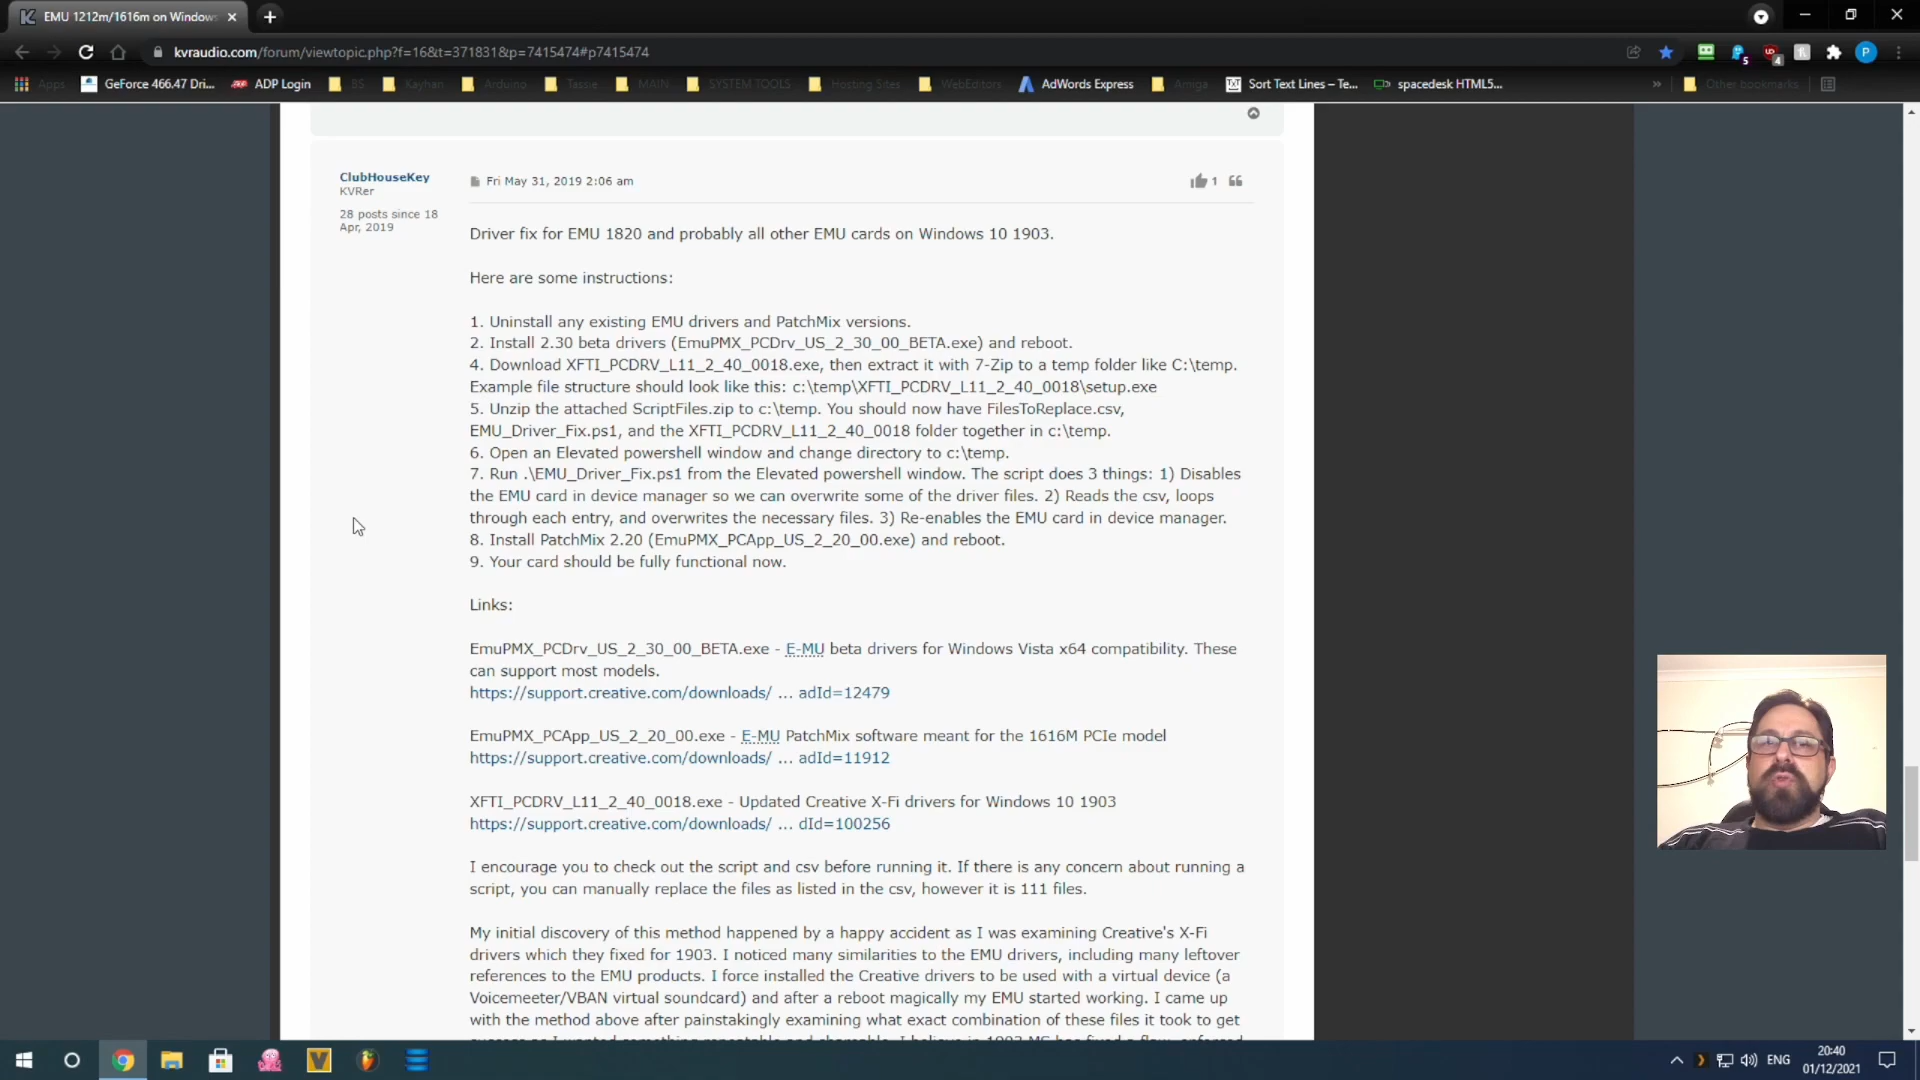 EMU 1212m/1616m on Windows
kvraudio.com/forum/viewtopic.php?f=16&t=371831&p=7415474#p7415474
Apps
GeForce 466.47 Dri...
ADP Login
BS
Kayhan
Arduino
Tassie
MAIN
SYSTEM TOOLS
Hosting Sites
WebEditors
AdWords Express
Amiga
Sort Text Lines – Te...
spacedesk HTML5...
»
Other bookmarks
ClubHouseKey
KVRer
28 posts since 18
Apr, 2019
Fri May 31, 2019 2:06 am
1
Driver fix for EMU 1820 and probably all other EMU cards on Windows 10 1903.
Here are some instructions:
1. Uninstall any existing EMU drivers and PatchMix versions.
2. Install 2.30 beta drivers (EmuPMX_PCDrv_US_2_30_00_BETA.exe) and reboot.
4. Download XFTI_PCDRV_L11_2_40_0018.exe, then extract it with 7-Zip to a temp folder like C:\temp.
Example file structure should look like this: c:\temp\XFTI_PCDRV_L11_2_40_0018\setup.exe
5. Unzip the attached ScriptFiles.zip to c:\temp. You should now have FilesToReplace.csv,
EMU_Driver_Fix.ps1, and the XFTI_PCDRV_L11_2_40_0018 folder together in c:\temp.
6. Open an Elevated powershell window and change directory to c:\temp.
7. Run .\EMU_Driver_Fix.ps1 from the Elevated powershell window. The script does 3 things: 1) Disables
the EMU card in device manager so we can overwrite some of the driver files. 2) Reads the csv, loops
through each entry, and overwrites the necessary files. 3) Re-enables the EMU card in device manager.
8. Install PatchMix 2.20 (EmuPMX_PCApp_US_2_20_00.exe) and reboot.
9. Your card should be fully functional now.
Links:
EmuPMX_PCDrv_US_2_30_00_BETA.exe - E-MU beta drivers for Windows Vista x64 compatibility. These
can support most models.
https://support.creative.com/downloads/ ... adId=12479
EmuPMX_PCApp_US_2_20_00.exe - E-MU PatchMix software meant for the 1616M PCIe model
https://support.creative.com/downloads/ ... adId=11912
XFTI_PCDRV_L11_2_40_0018.exe - Updated Creative X-Fi drivers for Windows 10 1903
https://support.creative.com/downloads/ ... dId=100256
I encourage you to check out the script and csv before running it. If there is any concern about running a
script, you can manually replace the files as listed in the csv, however it is 111 files.
My initial discovery of this method happened by a happy accident as I was examining Creative's X-Fi
drivers which they fixed for 1903. I noticed many similarities to the EMU drivers, including many leftover
references to the EMU products. I force installed the Creative drivers to be used with a virtual device (a
Voicemeeter/VBAN virtual soundcard) and after a reboot magically my EMU started working. I came up
with the method above after painstakingly examining what exact combination of these files it took to get
ENG
20:40
01/12/2021